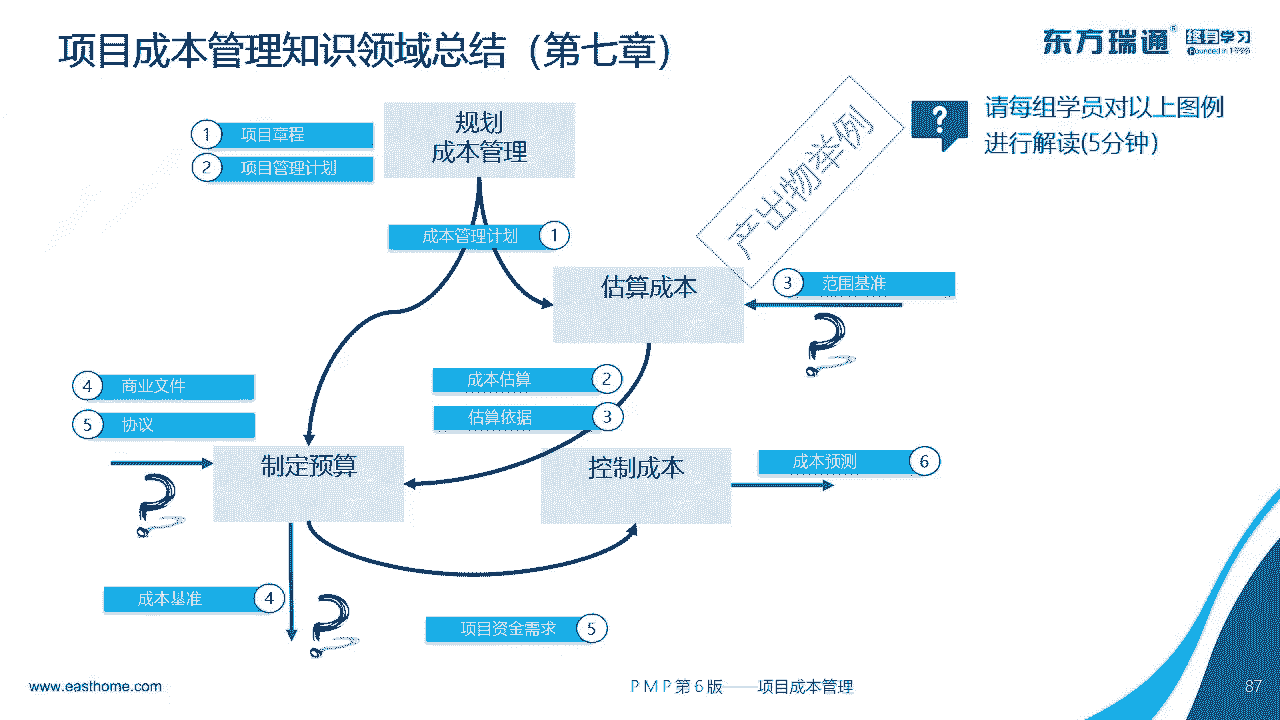 项目成本管理知识领域总结（第七章）
东方瑞通®
终身学习
Founded in 1998
?
请每组学员对以上图例
进行解读(5分钟）
产出物举例
1 项目章程
2 项目管理计划
规划
成本管理
成本管理计划 1
估算成本
3 范围基准
?
成本估算 2
估算依据 3
4 商业文件
5 协议
?
制定预算
控制成本
成本预测 6
成本基准 4
?
项目资金需求 5
www.easthome.com
PMP第6版——项目成本管理
87